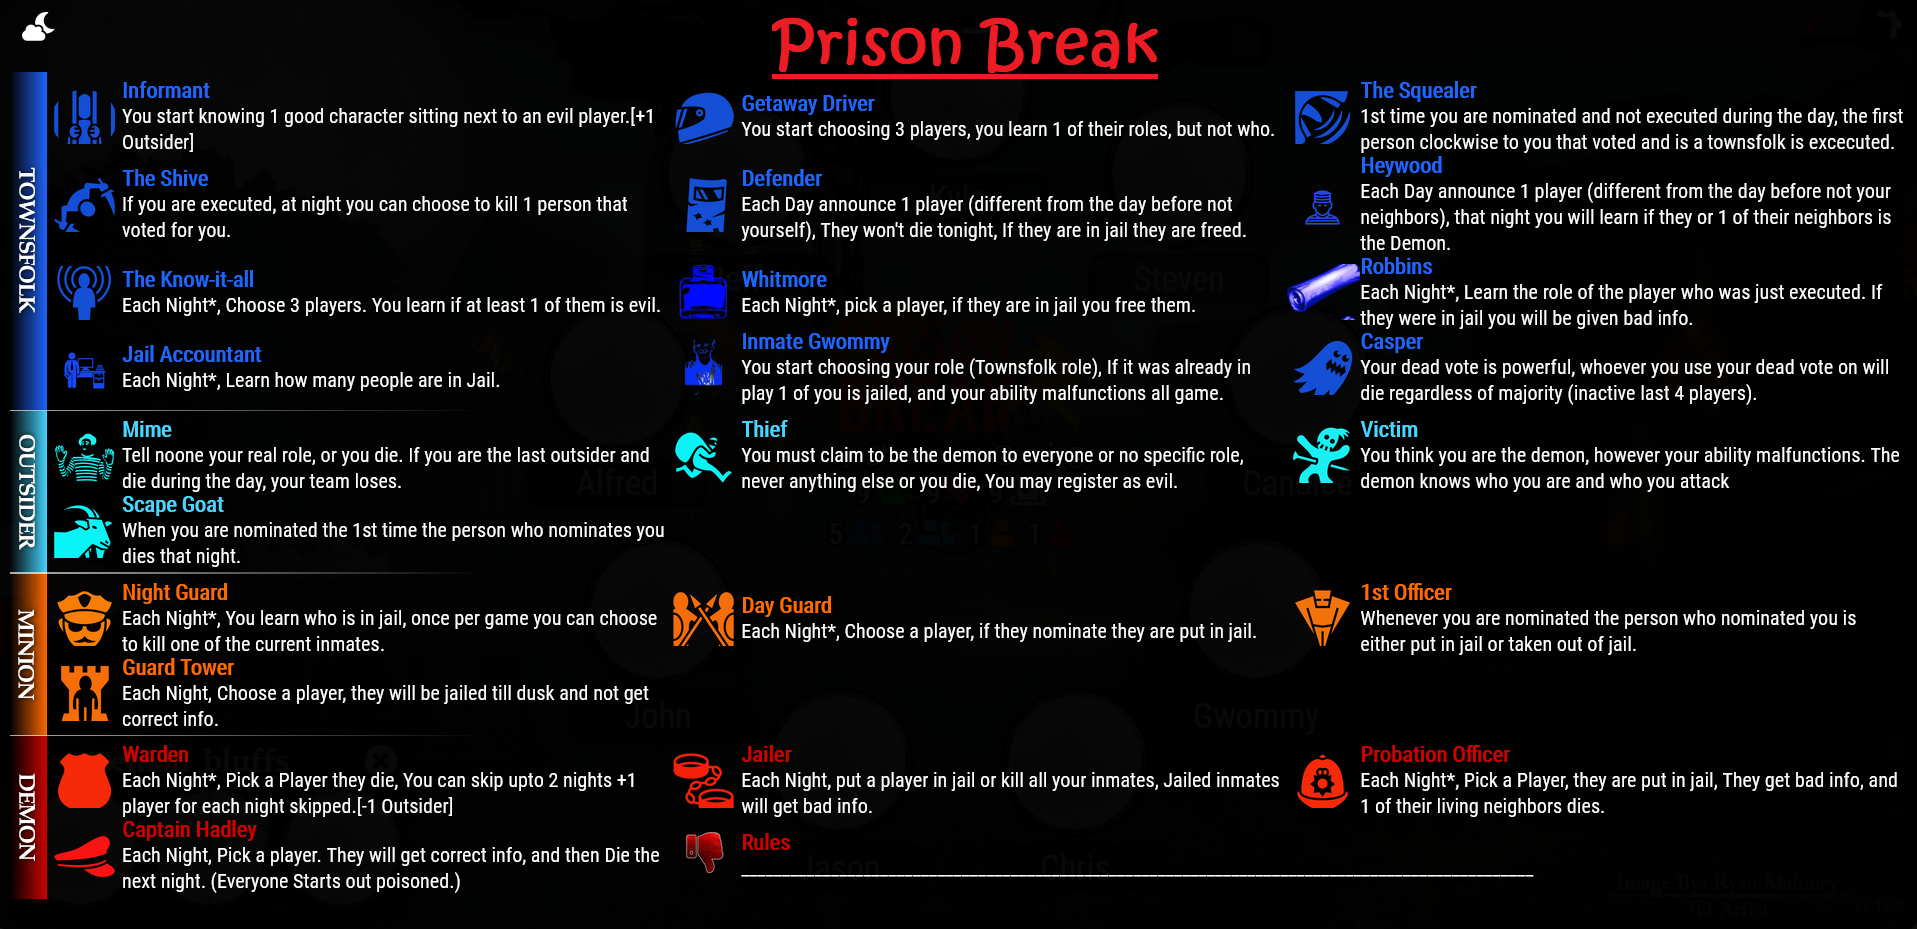 Prison Break
TOWNSFOLK
Informant
You start knowing 1 good character sitting next to an evil player.[+1
Outsider]
Getaway Driver
You start choosing 3 players, you learn 1 of their roles, but not who.
The Squealer
1st time you are nominated and not executed during the day, the first
person clockwise to you that voted and is a townsfolk is excecuted.
The Shive
If you are executed, at night you can choose to kill 1 person that
voted for you.
Defender
Each Day announce 1 player (different from the day before not
yourself), They won't die tonight, If they are in jail they are freed.
Heywood
Each Day announce 1 player (different from the day before not your
neighbors), that night you will learn if they or 1 of their neighbors is
the Demon.
The Know-it-all
Each Night*, Choose 3 players. You learn if at least 1 of them is evil.
Whitmore
Each Night*, pick a player, if they are in jail you free them.
Robbins
Each Night*, Learn the role of the player who was just executed. If
they were in jail you will be given bad info.
Jail Accountant
Each Night*, Learn how many people are in Jail.
Inmate Gwommy
You start choosing your role (Townsfolk role), If it was already in
play 1 of you is jailed, and your ability malfunctions all game.
Casper
Your dead vote is powerful, whoever you use your dead vote on will
die regardless of majority (inactive last 4 players).
OUTSIDER
Mime
Tell noone your real role, or you die. If you are the last outsider and
die during the day, your team loses.
Thief
You must claim to be the demon to everyone or no specific role,
never anything else or you die, You may register as evil.
Victim
You think you are the demon, however your ability malfunctions. The
demon knows who you are and who you attack
Scape Goat
When you are nominated the 1st time the person who nominates you
dies that night.
MINION
Night Guard
Each Night*, You learn who is in jail, once per game you can choose
to kill one of the current inmates.
Day Guard
Each Night*, Choose a player, if they nominate they are put in jail.
1st Officer
Whenever you are nominated the person who nominated you is
either put in jail or taken out of jail.
Guard Tower
Each Night, Choose a player, they will be jailed till dusk and not get
correct info.
DEMON
Warden
Each Night*, Pick a Player they die, You can skip upto 2 nights +1
player for each night skipped.[-1 Outsider]
Jailer
Each Night, put a player in jail or kill all your inmates, Jailed inmates
will get bad info.
Probation Officer
Each Night*, Pick a Player, they are put in jail, They get bad info, and
1 of their living neighbors dies.
Captain Hadley
Each Night, Pick a player. They will get correct info, and then Die the
next night. (Everyone Starts out poisoned.)
Rules
Steven
Alfred
5 2 1 1
John
Gwommy
bluffs
Jason
Chris
Image By: Ryan Maloney
3D Artist